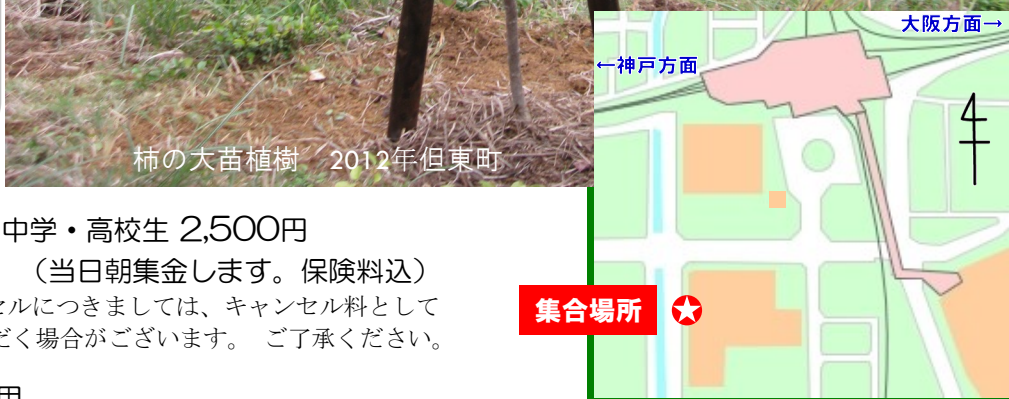 大阪方面→
←神戸方面
柿の大苗植樹 2012年但東町
中学・高校生 2,500円
（当日朝集金します。保険料込）
セルにつきましては、キャンセル料として
だく場合がございます。 ご了承ください。
集合場所